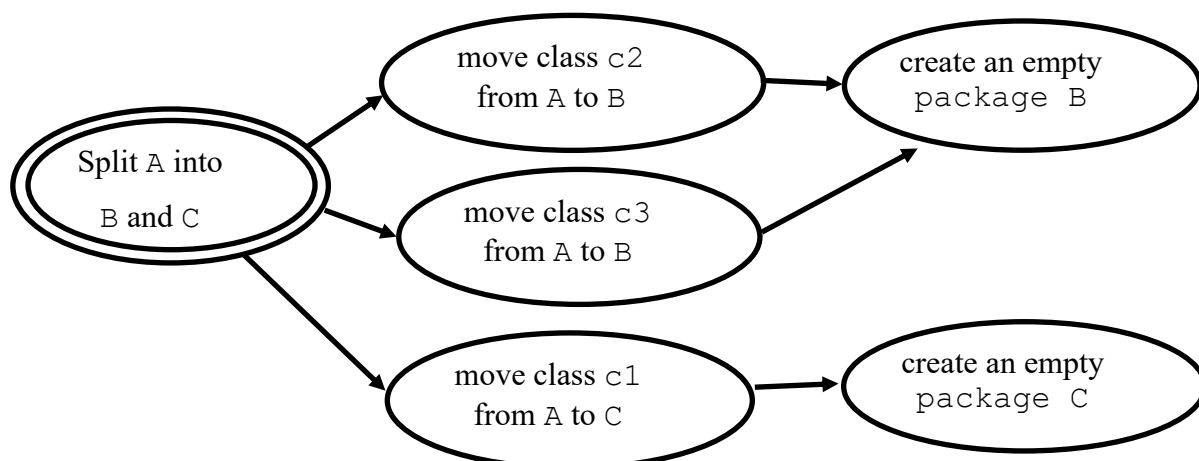 move class c2
from A to B
create an empty
package B
Split A into
B and C
move class c3
from A to B
move class c1
from A to C
create an empty
package C